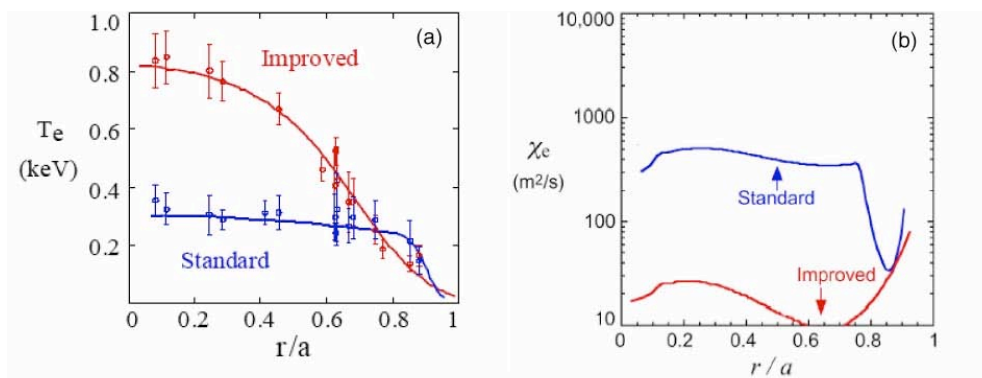 (a)
1.0
0.8
0.6
0.4
0.2
Te
(keV)
Improved
Standard
0 0.2 0.4 0.6 0.8 1
r/a
(b)
10,000
1000
100
10
χe
(m2/s)
Standard
Improved
0 0.2 0.4 0.6 0.8 1
r / a